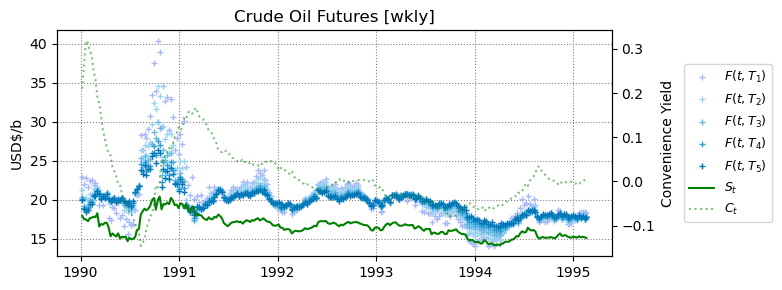 Crude Oil Futures [wkly]
USD$/b
40
35
30
25
20
15
1990
1991
1992
1993
1994
1995
0.3
0.2
0.1
0.0
−0.1
Convenience Yield
F(t, T₁)
F(t, T₂)
F(t, T₃)
F(t, T₄)
F(t, T₅)
Sₜ
Cₜ